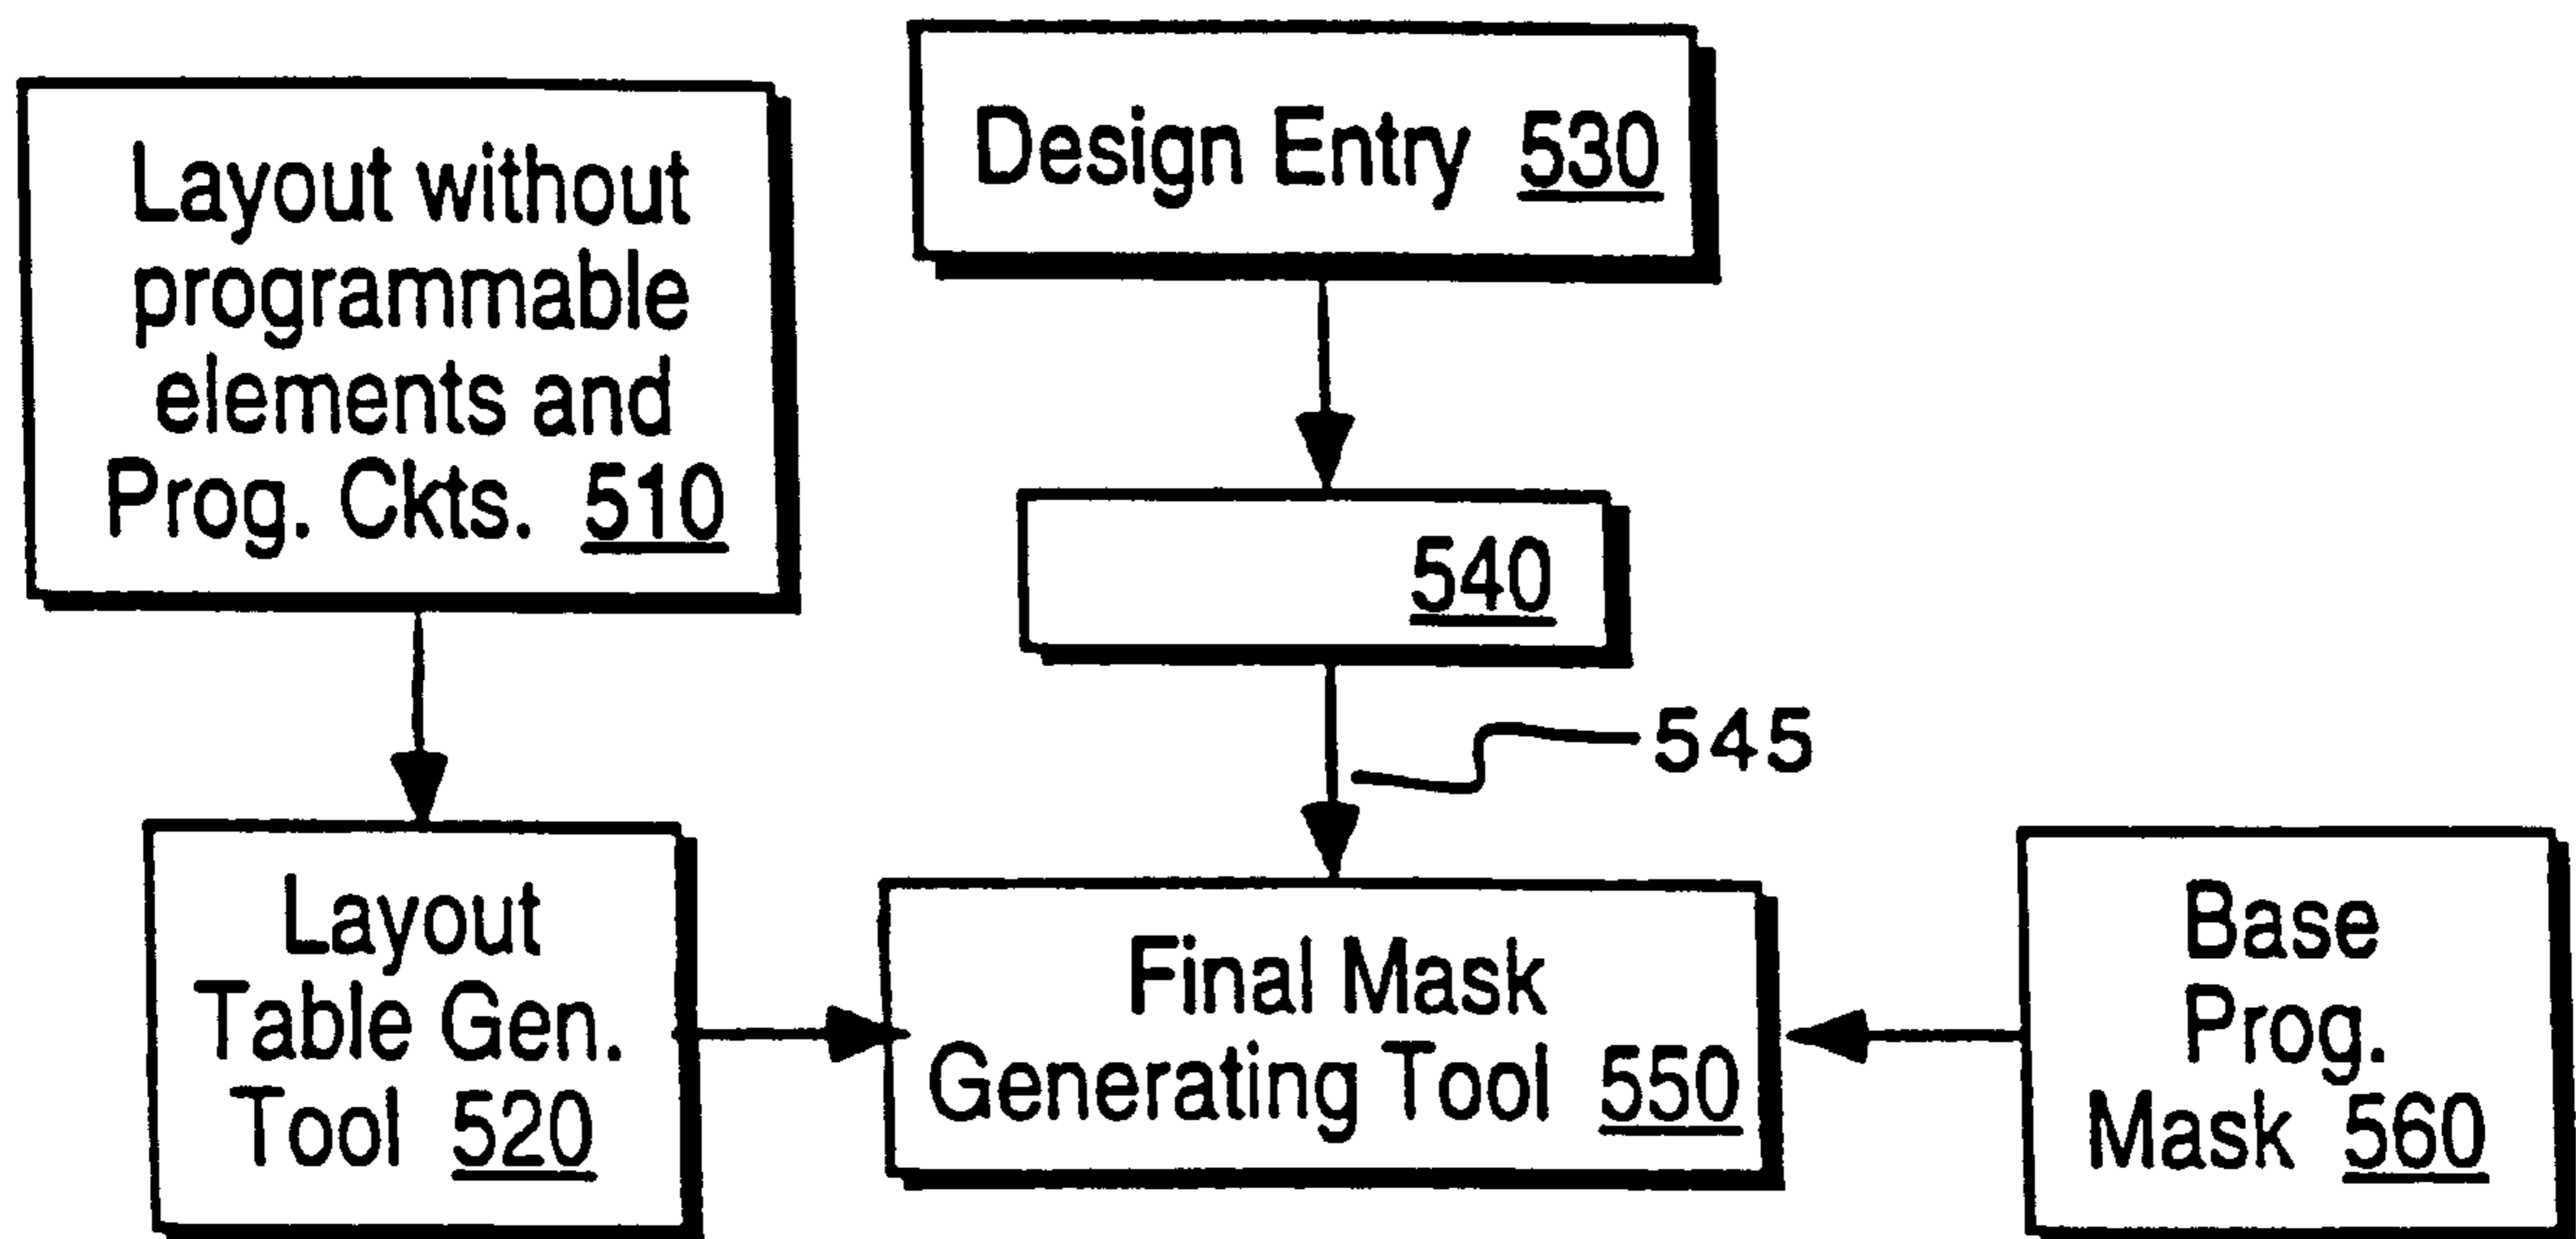 Layout without
programmable
elements and
Prog. Ckts. 510
Design Entry 530
540
545
Layout
Table Gen.
Tool 520
Final Mask
Generating Tool 550
Base
Prog.
Mask 560